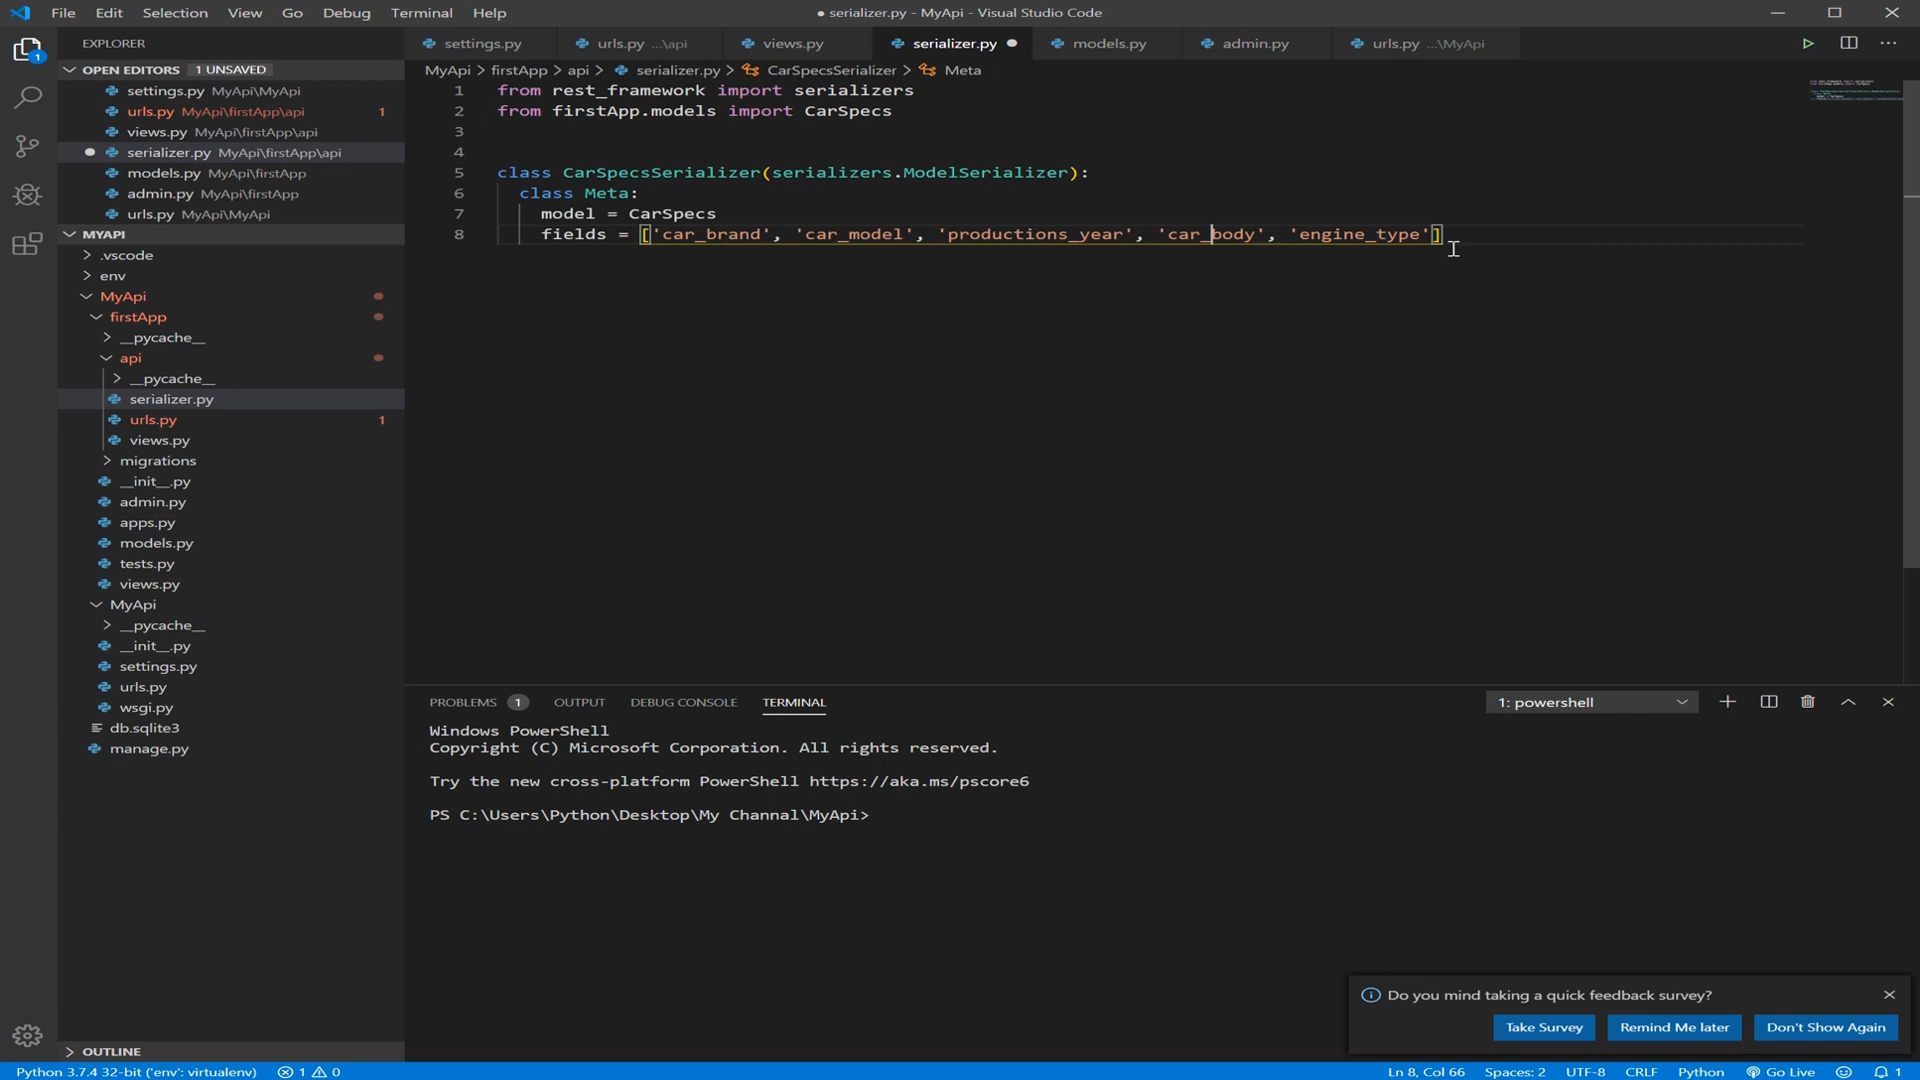 File Edit Selection View Go Debug Terminal Help
● serializer.py - MyApi - Visual Studio Code
EXPLORER
settings.py urls.py ...\api views.py serializer.py models.py admin.py urls.py ...\MyApi
OPEN EDITORS 1 UNSAVED
MyApi > firstApp > api > serializer.py > CarSpecsSerializer > Meta
settings.py MyApi\MyApi
urls.py MyApi\firstApp\api 1
views.py MyApi\firstApp\api
serializer.py MyApi\firstApp\api
models.py MyApi\firstApp
admin.py MyApi\firstApp
urls.py MyApi\MyApi
MYAPI
.vscode
env
MyApi
firstApp
__pycache__
api
__pycache__
serializer.py
urls.py 1
views.py
migrations
__init__.py
admin.py
apps.py
models.py
tests.py
views.py
MyApi
__pycache__
__init__.py
settings.py
urls.py
wsgi.py
db.sqlite3
manage.py
OUTLINE
1 from rest_framework import serializers
2 from firstApp.models import CarSpecs
3
4
5 class CarSpecsSerializer(serializers.ModelSerializer):
6 class Meta:
7 model = CarSpecs
8 fields = ['car_brand', 'car_model', 'productions_year', 'car_body', 'engine_type']
PROBLEMS 1 OUTPUT DEBUG CONSOLE TERMINAL
1: powershell
Windows PowerShell
Copyright (C) Microsoft Corporation. All rights reserved.
Try the new cross-platform PowerShell https://aka.ms/pscore6
PS C:\Users\Python\Desktop\My Channal\MyApi>
Do you mind taking a quick feedback survey?
Take Survey Remind Me later Don't Show Again
Python 3.7.4 32-bit ('env': virtualenv) 1 0
Ln 8, Col 66 Spaces: 2 UTF-8 CRLF Python Go Live 1